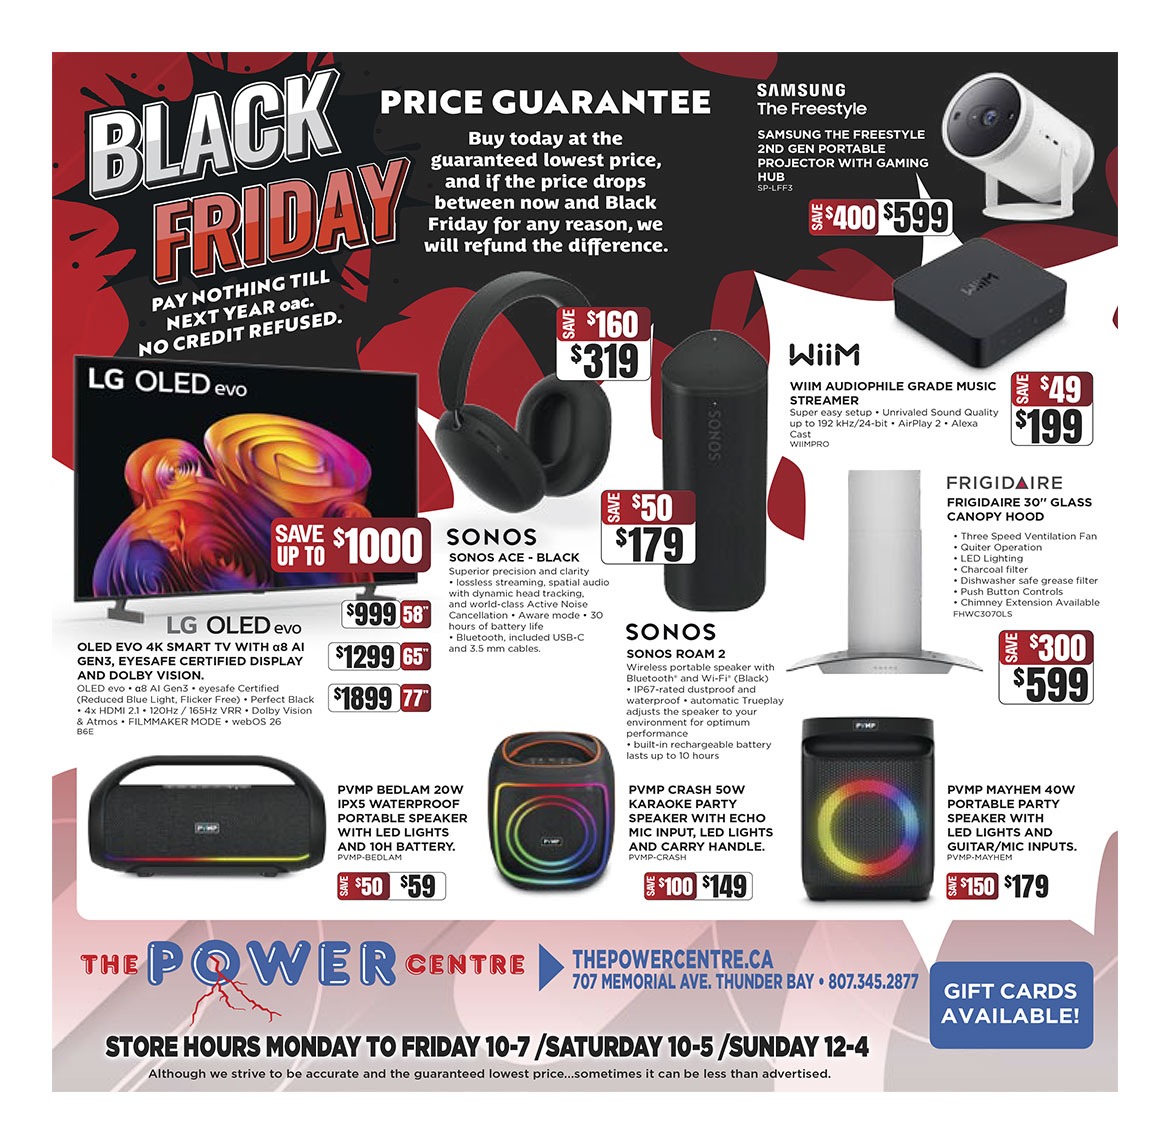 BLACK
FRIDAY
PAY NOTHING TILL
NEXT YEAR oac.
NO CREDIT REFUSED.
PRICE GUARANTEE
Buy today at the
guaranteed lowest price,
and if the price drops
between now and Black
Friday for any reason, we
will refund the difference.
SAMSUNG
The Freestyle
SAMSUNG THE FREESTYLE
2ND GEN PORTABLE
PROJECTOR WITH GAMING
HUB
SP-LFF3
SAVE $400 $599
WiiM
WiiM
WIIM AUDIOPHILE GRADE MUSIC
STREAMER
Super easy setup • Unrivaled Sound Quality
up to 192 kHz/24-bit • AirPlay 2 • Alexa
Cast
WIIMPRO
SAVE $49
$199
LG OLED evo
SAVE
UP TO $1000
LG OLED evo
OLED EVO 4K SMART TV WITH α8 AI
GEN3, EYESAFE CERTIFIED DISPLAY
AND DOLBY VISION.
OLED evo • α8 AI Gen3 • eyesafe Certified
(Reduced Blue Light, Flicker Free) • Perfect Black
• 4x HDMI 2.1 • 120Hz / 165Hz VRR • Dolby Vision
& Atmos • FILMMAKER MODE • webOS 26
B6E
$999 58"
$1299 65"
$1899 77"
SAVE $160
$319
SONOS
SONOS ACE - BLACK
Superior precision and clarity
• lossless streaming, spatial audio
with dynamic head tracking,
and world-class Active Noise
Cancellation • Aware mode • 30
hours of battery life
• Bluetooth, included USB-C
and 3.5 mm cables.
SONOS
SAVE $50
$179
SONOS
SONOS ROAM 2
Wireless portable speaker with
Bluetooth® and Wi-Fi® (Black)
• IP67-rated dustproof and
waterproof • automatic Trueplay
adjusts the speaker to your
environment for optimum
performance
• built-in rechargeable battery
lasts up to 10 hours
FRIGIDAIRE
FRIGIDAIRE 30" GLASS
CANOPY HOOD
• Three Speed Ventilation Fan
• Quiter Operation
• LED Lighting
• Charcoal filter
• Dishwasher safe grease filter
• Push Button Controls
• Chimney Extension Available
FHWC3070LS
SAVE $300
$599
PVMP
PVMP BEDLAM 20W
IPX5 WATERPROOF
PORTABLE SPEAKER
WITH LED LIGHTS
AND 10H BATTERY.
PVMP-BEDLAM
SAVE $50 $59
PVMP
PVMP CRASH 50W
KARAOKE PARTY
SPEAKER WITH ECHO
MIC INPUT, LED LIGHTS
AND CARRY HANDLE.
PVMP-CRASH
SAVE $100 $149
PVMP
PVMP MAYHEM 40W
PORTABLE PARTY
SPEAKER WITH
LED LIGHTS AND
GUITAR/MIC INPUTS.
PVMP-MAYHEM
SAVE $150 $179
THE POWER CENTRE
THEPOWERCENTRE.CA
707 MEMORIAL AVE. THUNDER BAY • 807.345.2877
GIFT CARDS
AVAILABLE!
STORE HOURS MONDAY TO FRIDAY 10-7 /SATURDAY 10-5 /SUNDAY 12-4
Although we strive to be accurate and the guaranteed lowest price...sometimes it can be less than advertised.